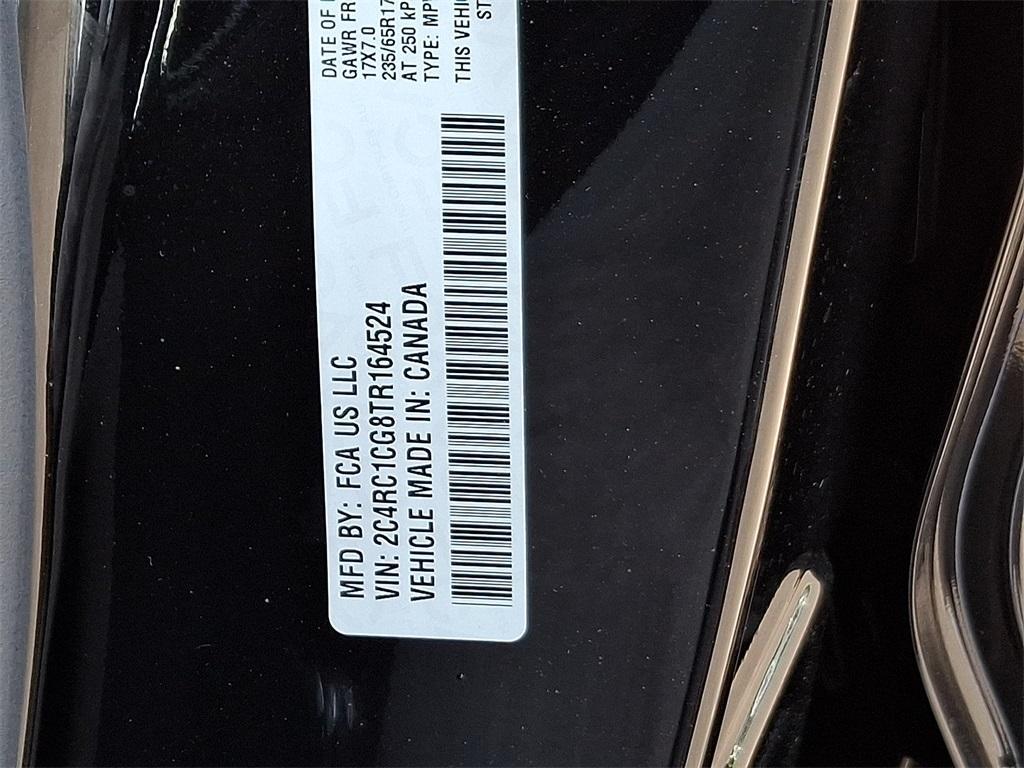 MFD BY: FCA US LLC
VIN: 2C4RC1CG8TR164524
VEHICLE MADE IN: CANADA
DATE OF
GAWR FR
17X7.0
235/65R17
AT 250 KP
TYPE: MP
THIS VEHIC
ST